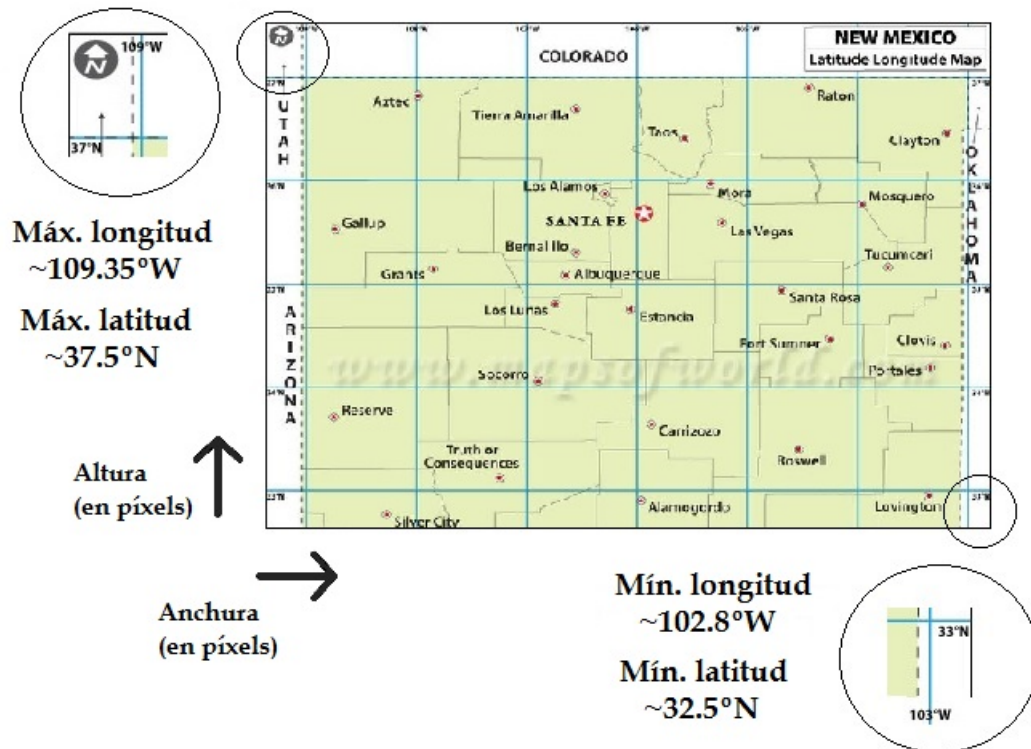 109°W
N
37°N
Máx. longitud
~109.35°W
Máx. latitud
~37.5°N
Altura
(en píxels)
Anchura
(en píxels)
N
COLORADO
NEW MEXICO
Latitude Longitude Map
UTAH
ARIZONA
OKLAHOMA
Aztec
Tierra Amarilla
Taos
Raton
Clayton
Los Alamos
Mora
Mosquero
Gallup
SANTA FE
Las Vegas
Bernalillo
Tucumcari
Grants
Albuquerque
Los Lunas
Estancia
Santa Rosa
Fort Sumner
Clovis
www.mapsofworld.com
Socorro
Portales
Reserve
Carrizozo
Truth or
Consequences
Roswell
Silver City
Alamogordo
Lovington
Mín. longitud
~102.8°W
Mín. latitud
~32.5°N
33°N
103°W